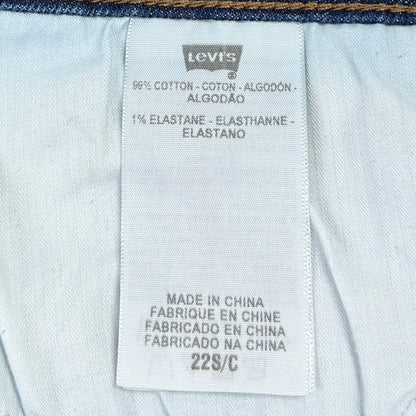 Levi's
®
99% COTTON - COTON - ALGODÓN -
ALGODÃO
1% ELASTANE - ELASTHANNE -
ELASTANO
MADE IN CHINA
FABRIQUE EN CHINE
FABRICADO EN CHINA
FABRICADO NA CHINA
22S/C